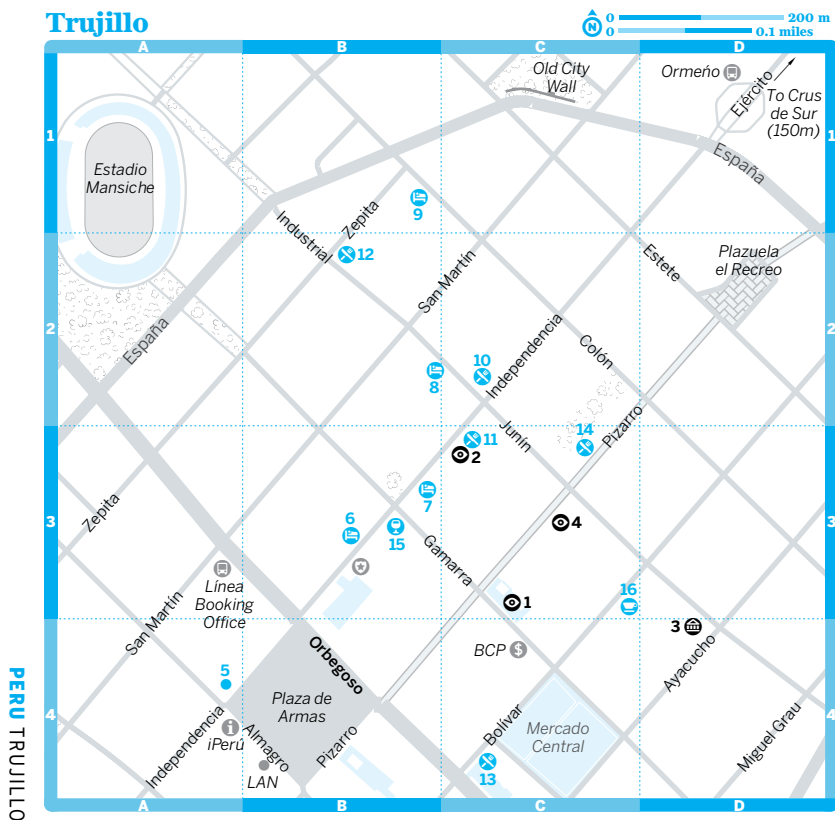 Trujillo
N
0
200 m
0
0.1 miles
A
B
C
D
Old City
Wall
Ormeño
Ejército
To Crus
de Sur
(150m)
1
1
España
Estadio
Mansiche
9
Zepita
Industrial
12
San Martín
Estete
Plazuela
el Recreo
2
2
España
Colón
Independencia
10
8
Junín
14
Pizarro
11
2
7
Zepita
3
3
6
15
4
Gamarra
Línea
Booking
Office
1
16
3
San Martín
Orbegoso
BCP
$
Ayacucho
5
Plaza de
Armas
4
4
Independencia
iPerú
Almagro
Pizarro
Bolívar
Mercado
Central
Miguel Grau
LAN
13
A
B
C
D
PERU TRUJILLO